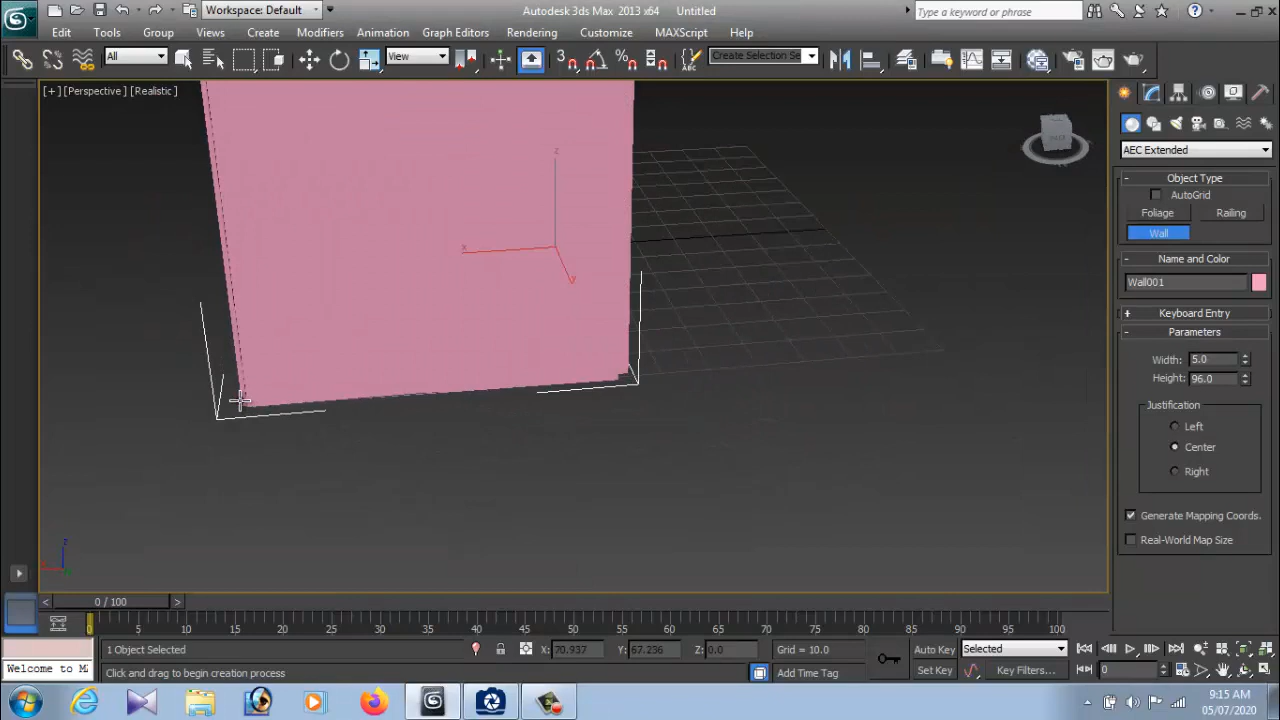 Workspace: Default
Autodesk 3ds Max 2013 x64
Untitled
Type a keyword or phrase
Edit Tools Group Views Create Modifiers Animation Graph Editors Rendering Customize MAXScript Help
All
View
3
Create Selection Se
[+] [Perspective] [Realistic]
AEC Extended
- Object Type
AutoGrid
Foliage Railing
Wall
- Name and Color
Wall001
+ Keyboard Entry
- Parameters
Width: 5.0
Height: 96.0
Justification
Left
Center
Right
Generate Mapping Coords.
Real-World Map Size
z
x
y
z
< 0 / 100 >
0 5 10 15 20 25 30 35 40 45 50 55 60 65 70 75 80 85 90 95 100
1 Object Selected
X: 70.937 Y: 67.236 Z: 0.0
Grid = 10.0
Auto Key Selected
Welcome to M
Click and drag to begin creation process
Add Time Tag
Set Key Key Filters...
0
9:15 AM
05/07/2020